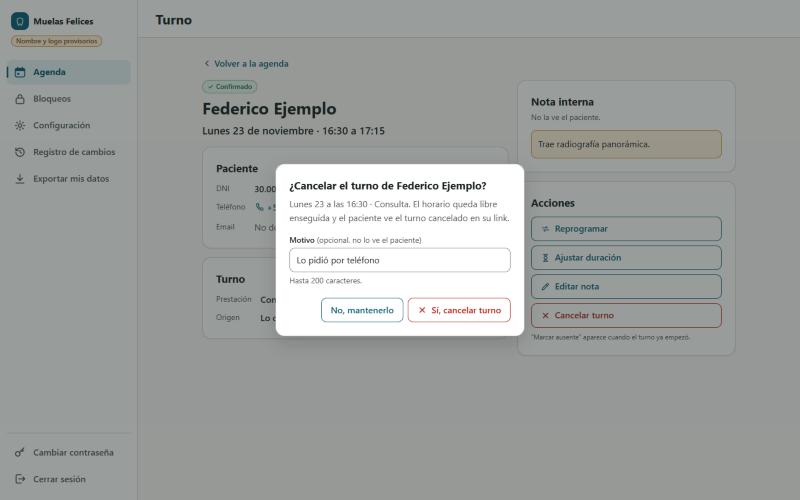 Muelas Felices
Nombre y logo provisorios
Agenda
Bloqueos
Configuración
Registro de cambios
Exportar mis datos
Cambiar contraseña
Cerrar sesión
Turno
Volver a la agenda
Confirmado
Federico Ejemplo
Lunes 23 de noviembre · 16:30 a 17:15
Paciente
DNI 30.00
Teléfono
Email No
Turno
Prestación
Origen
¿Cancelar el turno de Federico Ejemplo?
Lunes 23 a las 16:30 · Consulta. El horario queda libre
enseguida y el paciente ve el turno cancelado en su link.
Motivo (opcional, no lo ve el paciente)
Lo pidió por teléfono
Hasta 200 caracteres.
No, mantenerlo
Sí, cancelar turno
Nota interna
No la ve el paciente.
Trae radiografía panorámica.
Acciones
Reprogramar
Ajustar duración
Editar nota
Cancelar turno
"Marcar ausente" aparece cuando el turno ya empezó.